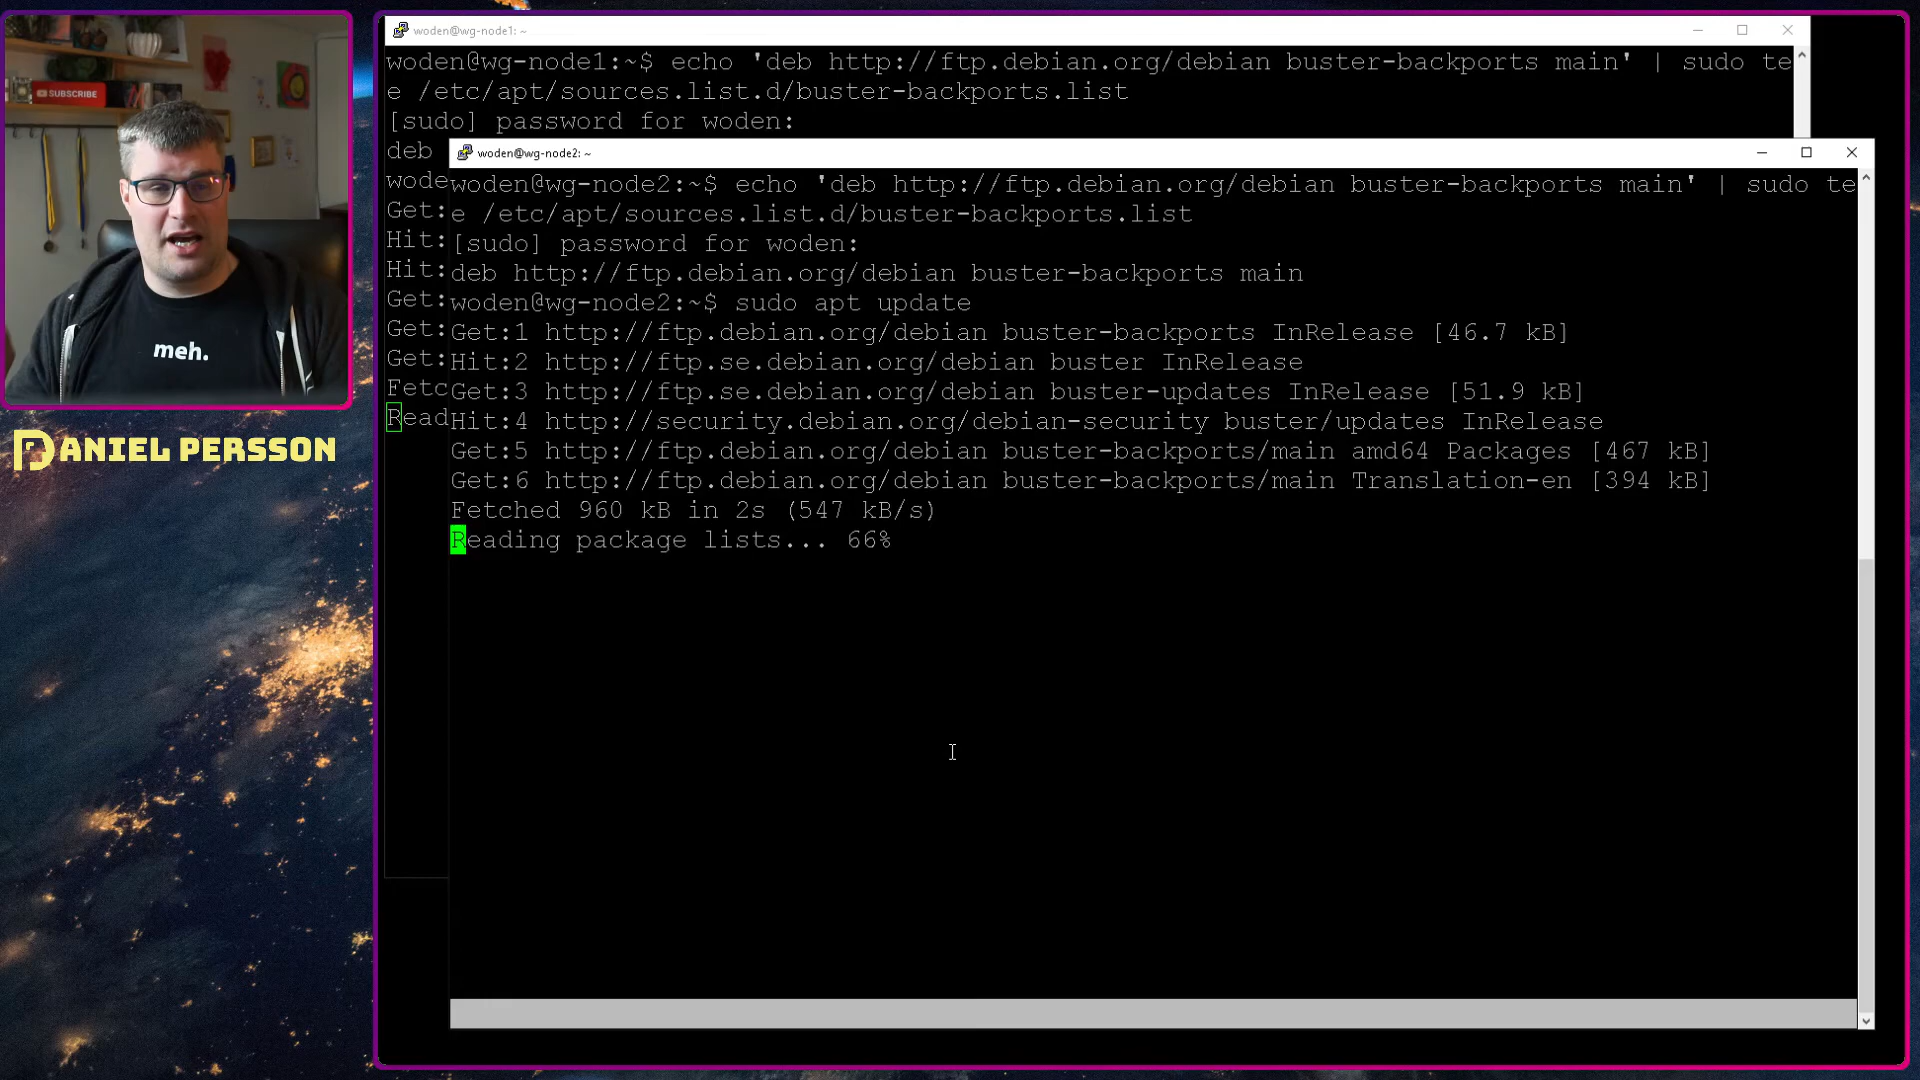 SUBSCRIBE
meh.
DANIEL PERSSON
woden@wg-node1: ~
woden@wg-node1:~$ echo 'deb http://ftp.debian.org/debian buster-backports main' | sudo te
e /etc/apt/sources.list.d/buster-backports.list
[sudo] password for woden:
deb
wode
Get:
Hit:
Hit:
Get:
Get:
Get:
Fetc
Read
woden@wg-node2: ~
woden@wg-node2:~$ echo 'deb http://ftp.debian.org/debian buster-backports main' | sudo te
e /etc/apt/sources.list.d/buster-backports.list
[sudo] password for woden:
deb http://ftp.debian.org/debian buster-backports main
woden@wg-node2:~$ sudo apt update
Get:1 http://ftp.debian.org/debian buster-backports InRelease [46.7 kB]
Hit:2 http://ftp.se.debian.org/debian buster InRelease
Get:3 http://ftp.se.debian.org/debian buster-updates InRelease [51.9 kB]
Hit:4 http://security.debian.org/debian-security buster/updates InRelease
Get:5 http://ftp.debian.org/debian buster-backports/main amd64 Packages [467 kB]
Get:6 http://ftp.debian.org/debian buster-backports/main Translation-en [394 kB]
Fetched 960 kB in 2s (547 kB/s)
Reading package lists... 66%